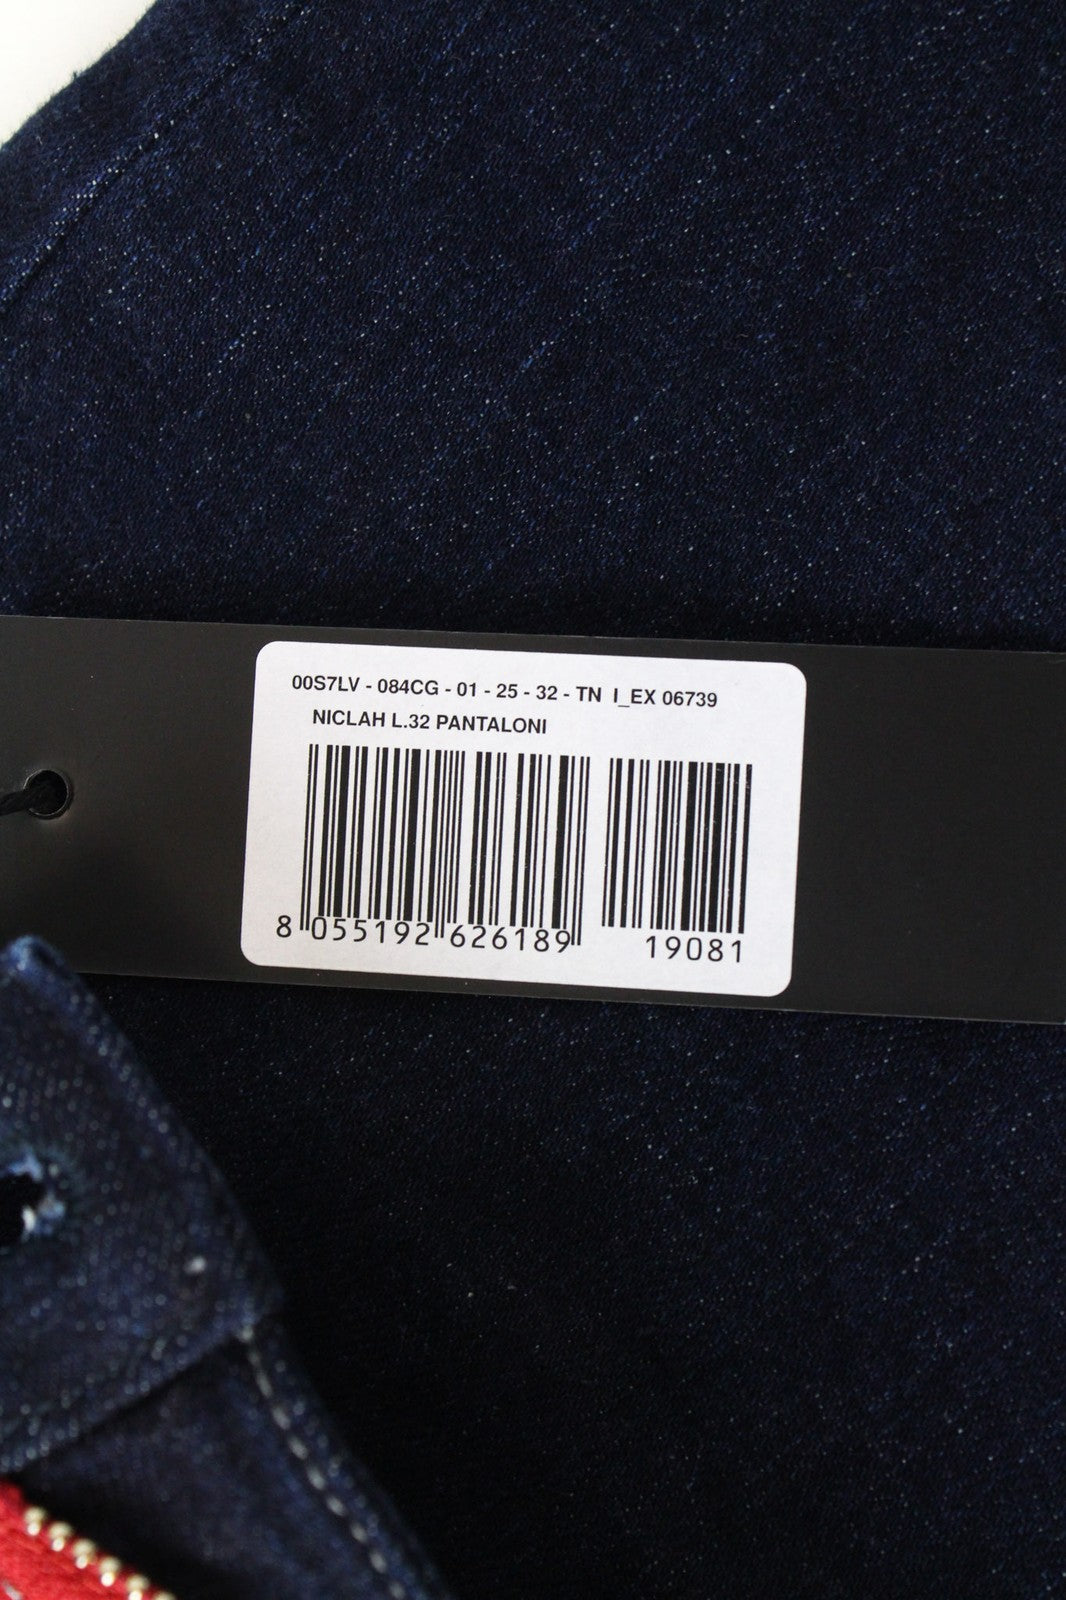 00S7LV - 084CG - 01 - 25 - 32 - TN I_EX 06739
NICLAH L.32 PANTALONI
8 055192 626189 19081